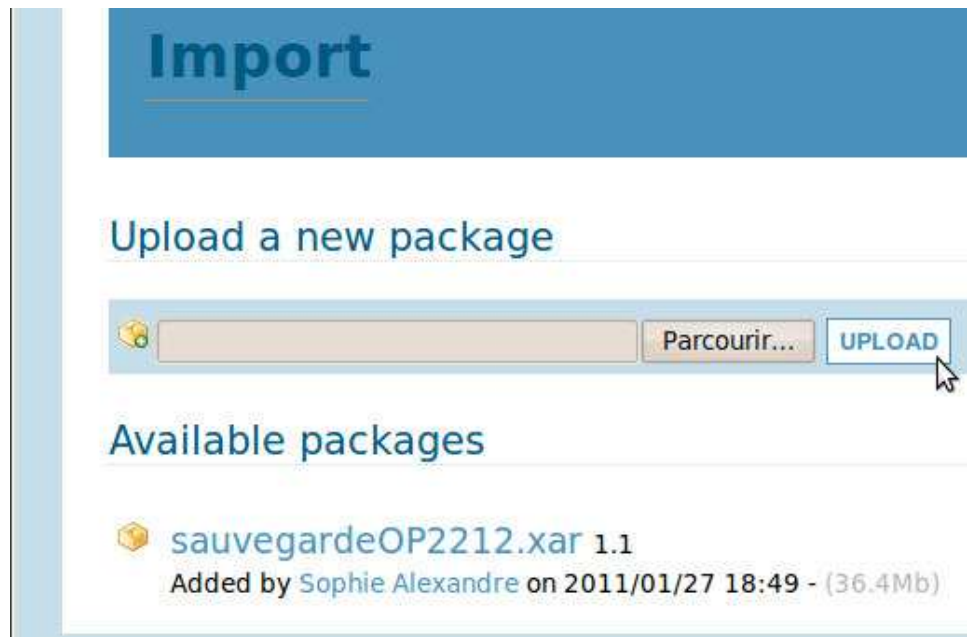 Import
Upload a new package
Parcourir... UPLOAD
Available packages
sauvegardeOP2212.xar 1.1
Added by Sophie Alexandre on 2011/01/27 18:49 - (36.4Mb)